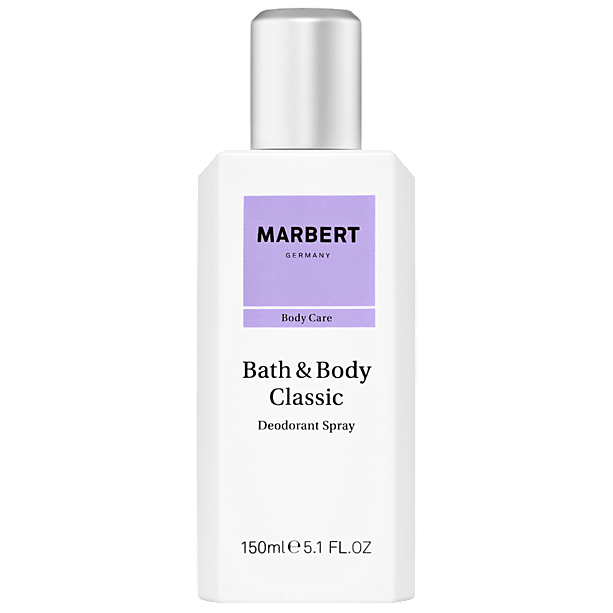 MARBERT
GERMANY
Body Care
Bath & Body
Classic
Deodorant Spray
150ml ℮ 5.1 FL.OZ